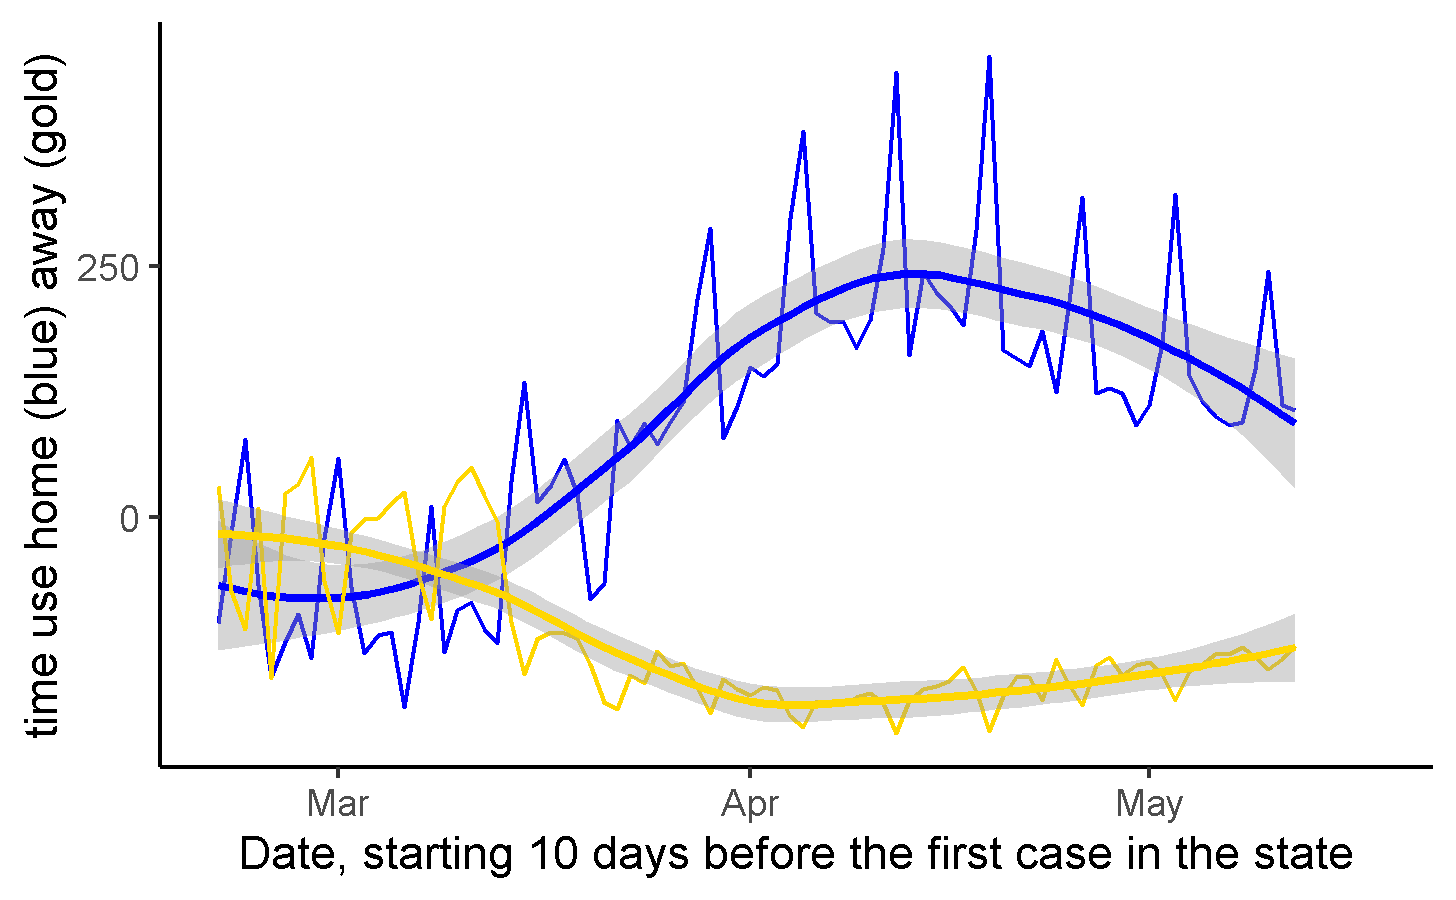 time use home (blue) away (gold)
250
0
Mar
Apr
May
Date, starting 10 days before the first case in the state